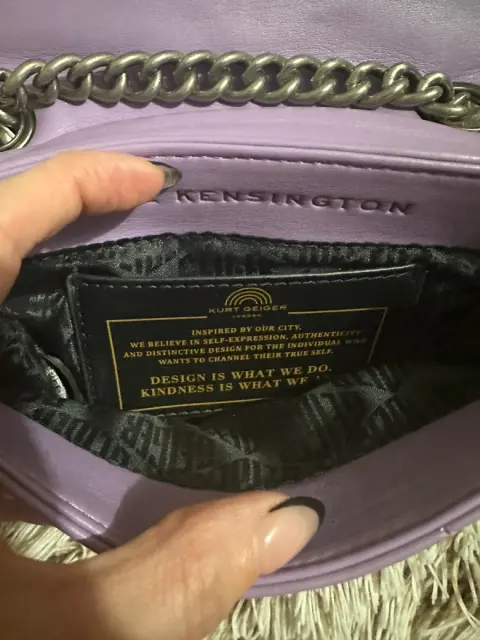 KENSINGTON
KURT GEIGER
LONDON
INSPIRED BY OUR CITY.
WE BELIEVE IN SELF-EXPRESSION, AUTHENTICITY
AND DISTINCTIVE DESIGN FOR THE INDIVIDUAL WHO
WANTS TO CHANNEL THEIR TRUE SELF.
DESIGN IS WHAT WE DO.
KINDNESS IS WHAT WE